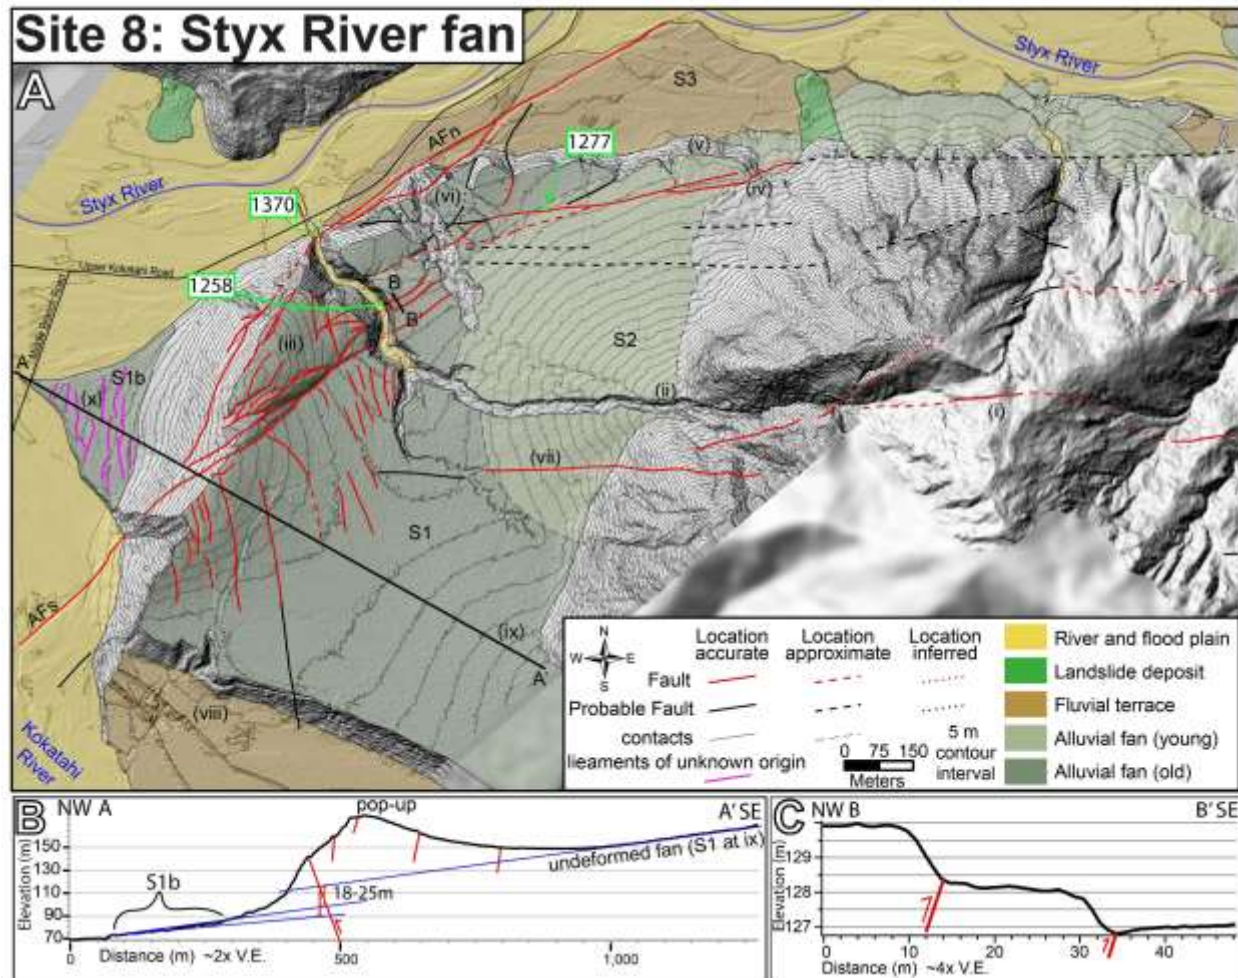 Site 8: Styx River fan
A
Styx River
S3
AFn
1277
(v)
(iv)
(vi)
Styx River
1370
Upper Kokotahi Road
1258
B
B'
(iii)
S2
S1b
(x)
A'
(ii)
(i)
(vii)
S1
AFs
(ix)
A'
(viii)
Kokatahi
River
N
W E
S
Location accurate
Location approximate
Location inferred
Fault
Probable Fault
contacts
lieaments of unknown origin
0 75 150
Meters
5 m contour interval
River and flood plain
Landslide deposit
Fluvial terrace
Alluvial fan (young)
Alluvial fan (old)
B
NW A
pop-up
A' SE
Elevation (m)
150
130
110
90
70
S1b
18-25m
undeformed fan (S1 at ix)
0
500
1,000
Distance (m) ~2x V.E.
C
NW B
B' SE
Elevation (m)
129
128
127
0
10
20
30
40
Distance (m) ~4x V.E.